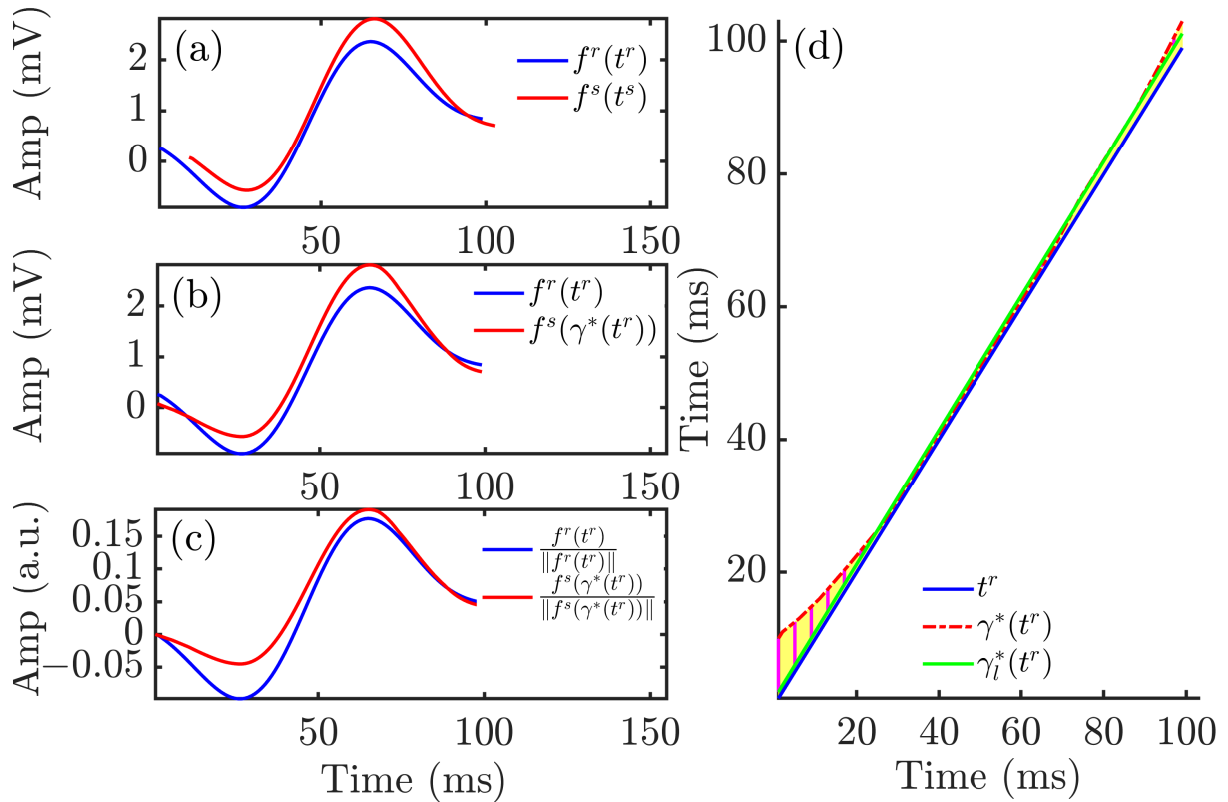 (a)
Amp (mV)
2
1
0
f^r(t^r)
f^s(t^s)
50 100 150
(b)
Amp (mV)
2
1
0
f^r(t^r)
f^s(γ*(t^r))
50 100 150
(c)
Amp (a.u.)
0.15
0.1
0.05
0
−0.05
f^r(t^r) / ‖f^r(t^r)‖
f^s(γ*(t^r)) / ‖f^s(γ*(t^r))‖
50 100 150
Time (ms)
(d)
Time (ms)
100
80
60
40
20
t^r
γ*(t^r)
γ_l*(t^r)
20 40 60 80 100
Time (ms)